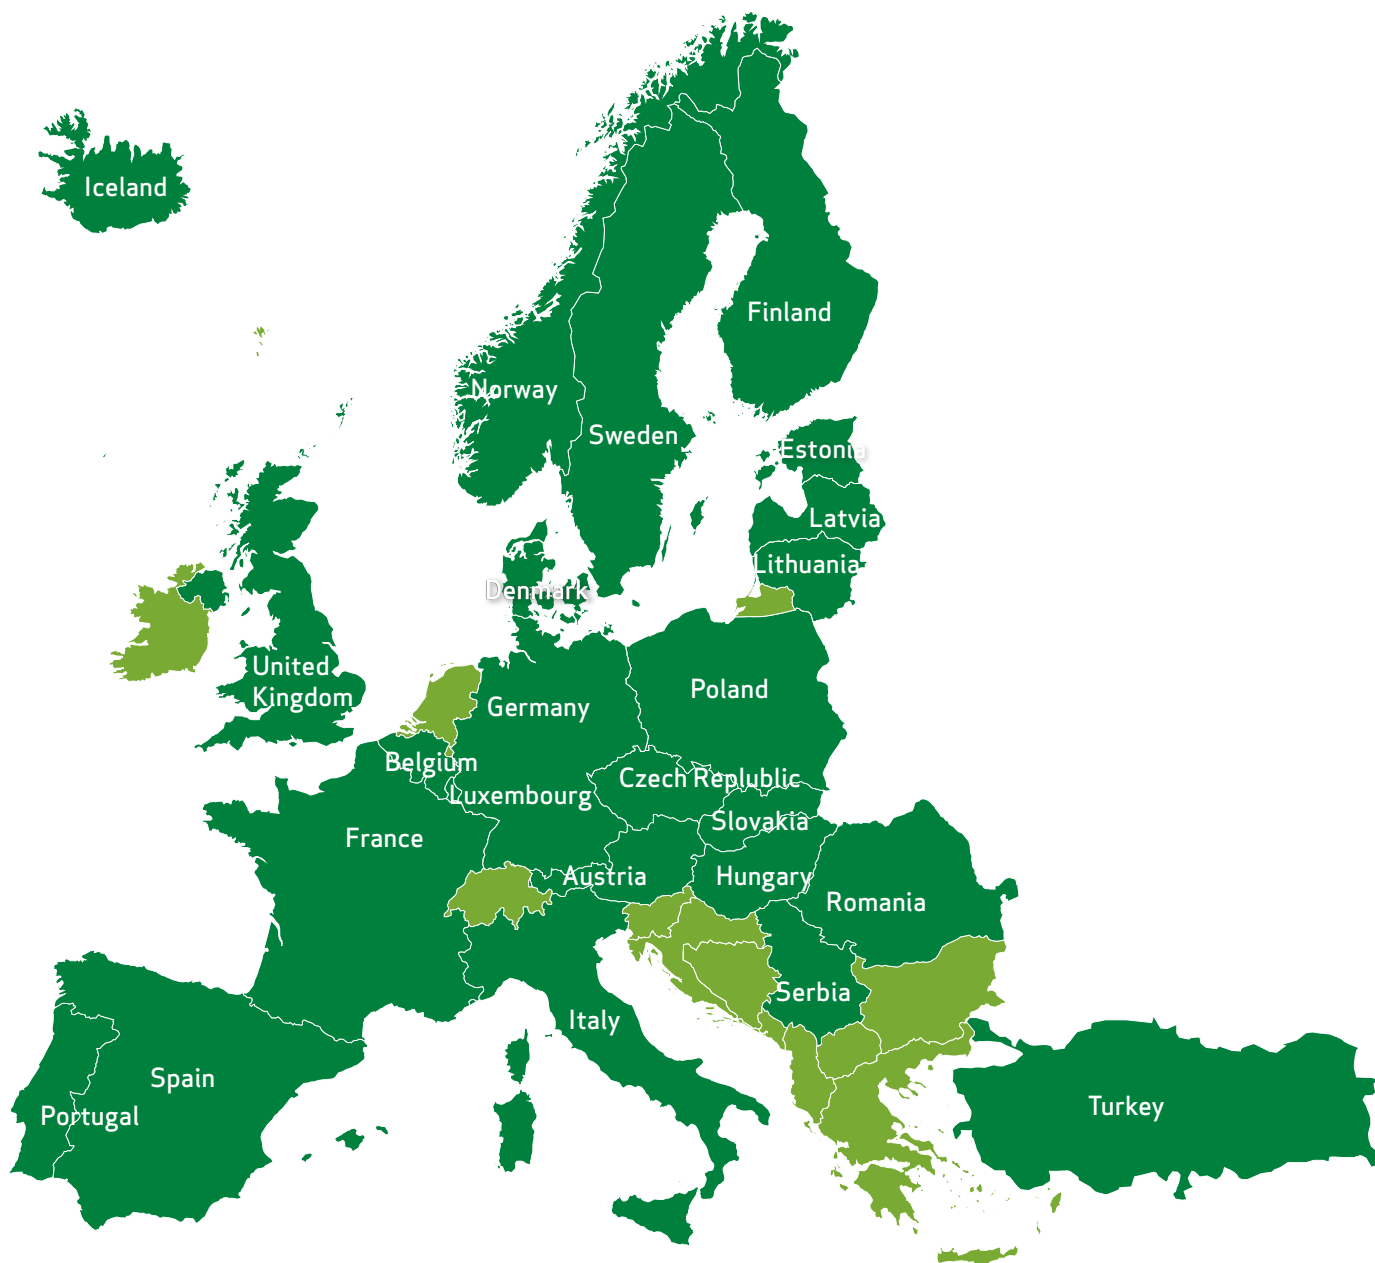 Iceland
Finland
Norway
Sweden
Estonia
Latvia
Lithuania
Denmark
United
Kingdom
Poland
Germany
Belgium
Czech Replublic
Luxembourg
Slovakia
France
Austria
Hungary
Romania
Serbia
Italy
Spain
Turkey
Portugal